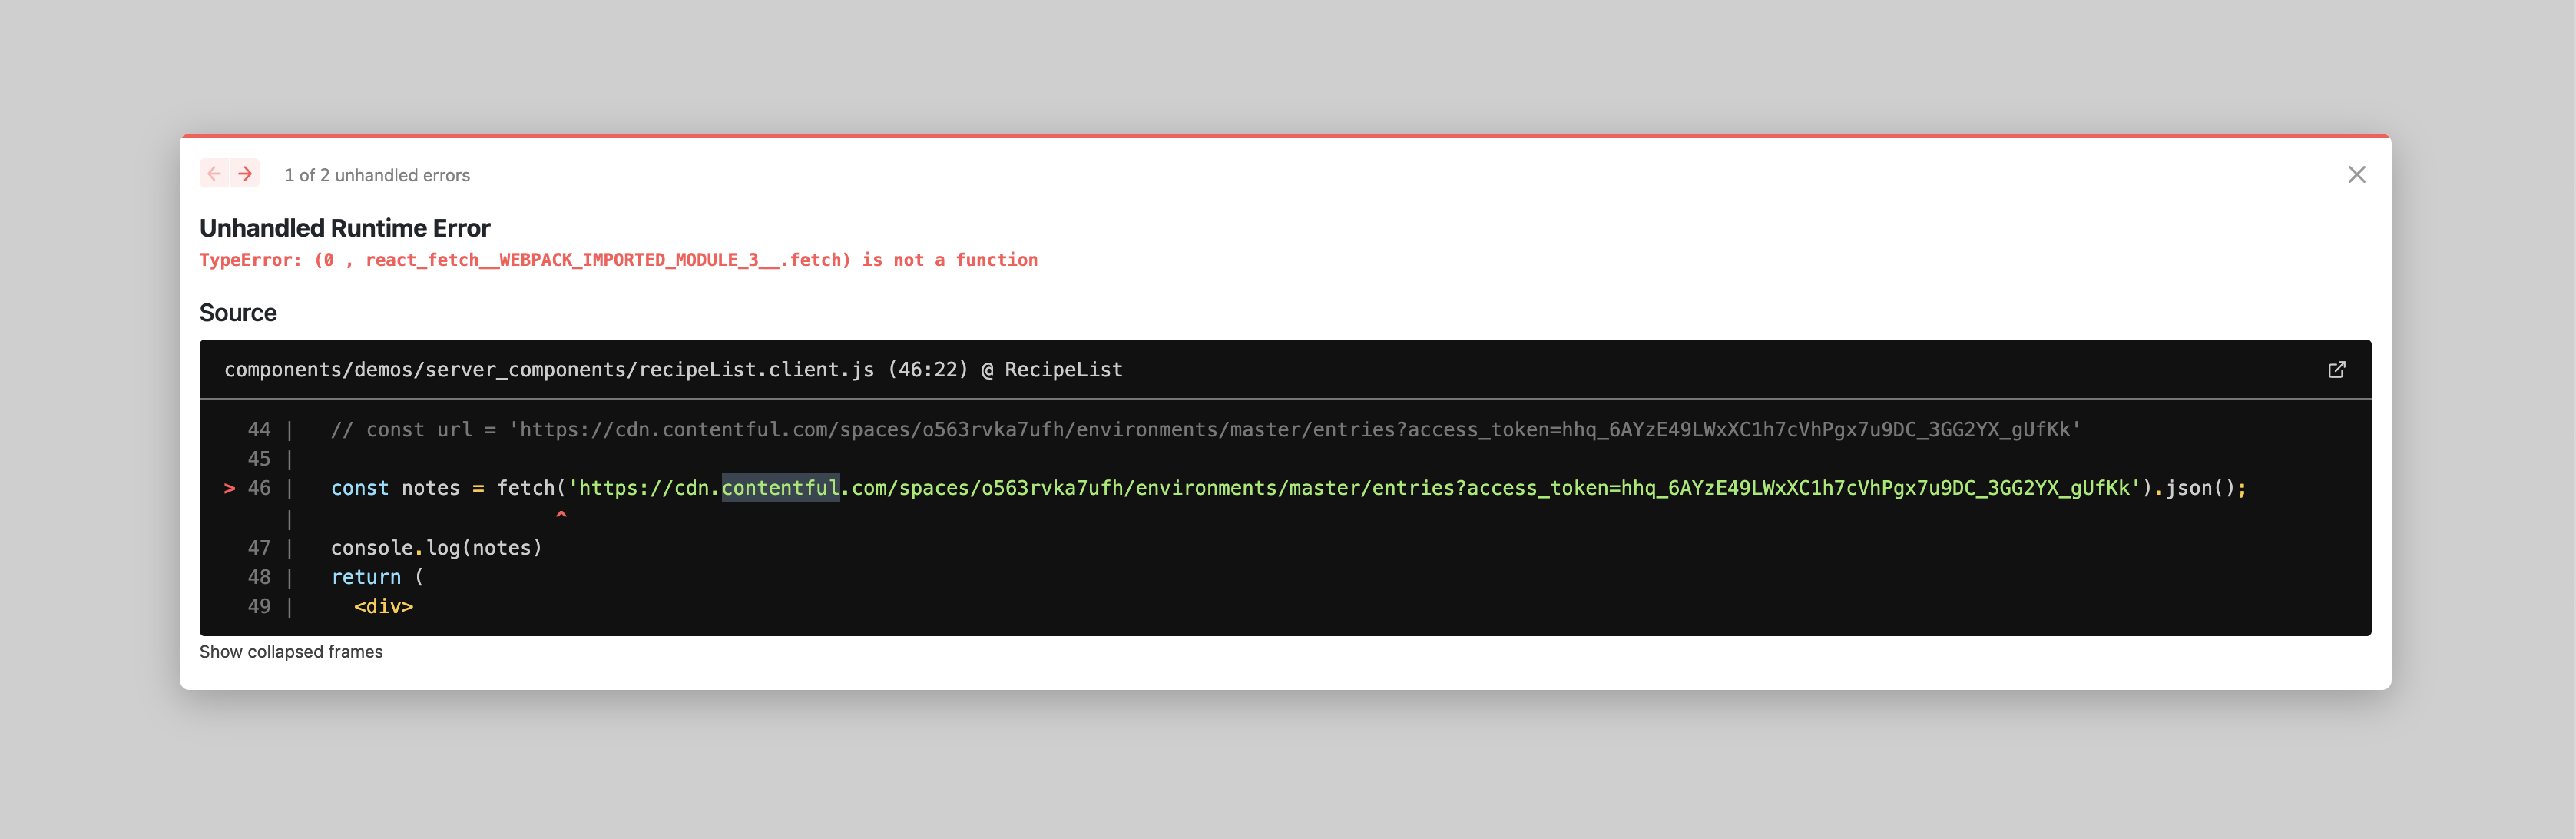 1 of 2 unhandled errors
Unhandled Runtime Error
TypeError: (0 , react_fetch__WEBPACK_IMPORTED_MODULE_3__.fetch) is not a function
Source
components/demos/server_components/recipeList.client.js (46:22) @ RecipeList
44 | // const url = 'https://cdn.contentful.com/spaces/o563rvka7ufh/environments/master/entries?access_token=hhq_6AYzE49LWxXC1h7cVhPgx7u9DC_3GG2YX_gUfKk'
45 |
> 46 | const notes = fetch('https://cdn.contentful.com/spaces/o563rvka7ufh/environments/master/entries?access_token=hhq_6AYzE49LWxXC1h7cVhPgx7u9DC_3GG2YX_gUfKk').json();
| ^
47 | console.log(notes)
48 | return (
49 | <div>
Show collapsed frames